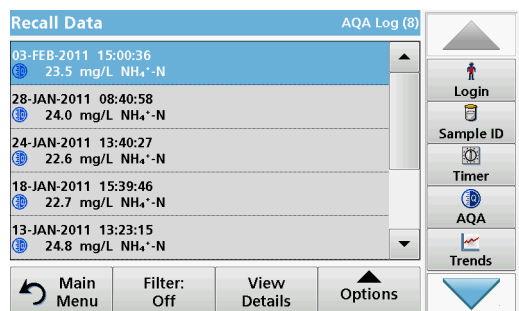 Recall Data
AQA Log (8)
03-FEB-2011 15:00:36
23.5 mg/L NH₄⁺-N
28-JAN-2011 08:40:58
24.0 mg/L NH₄⁺-N
24-JAN-2011 13:40:27
22.6 mg/L NH₄⁺-N
18-JAN-2011 15:39:46
22.7 mg/L NH₄⁺-N
13-JAN-2011 13:23:15
24.8 mg/L NH₄⁺-N
Login
Sample ID
Timer
AQA
Trends
Main
Menu
Filter:
Off
View
Details
Options